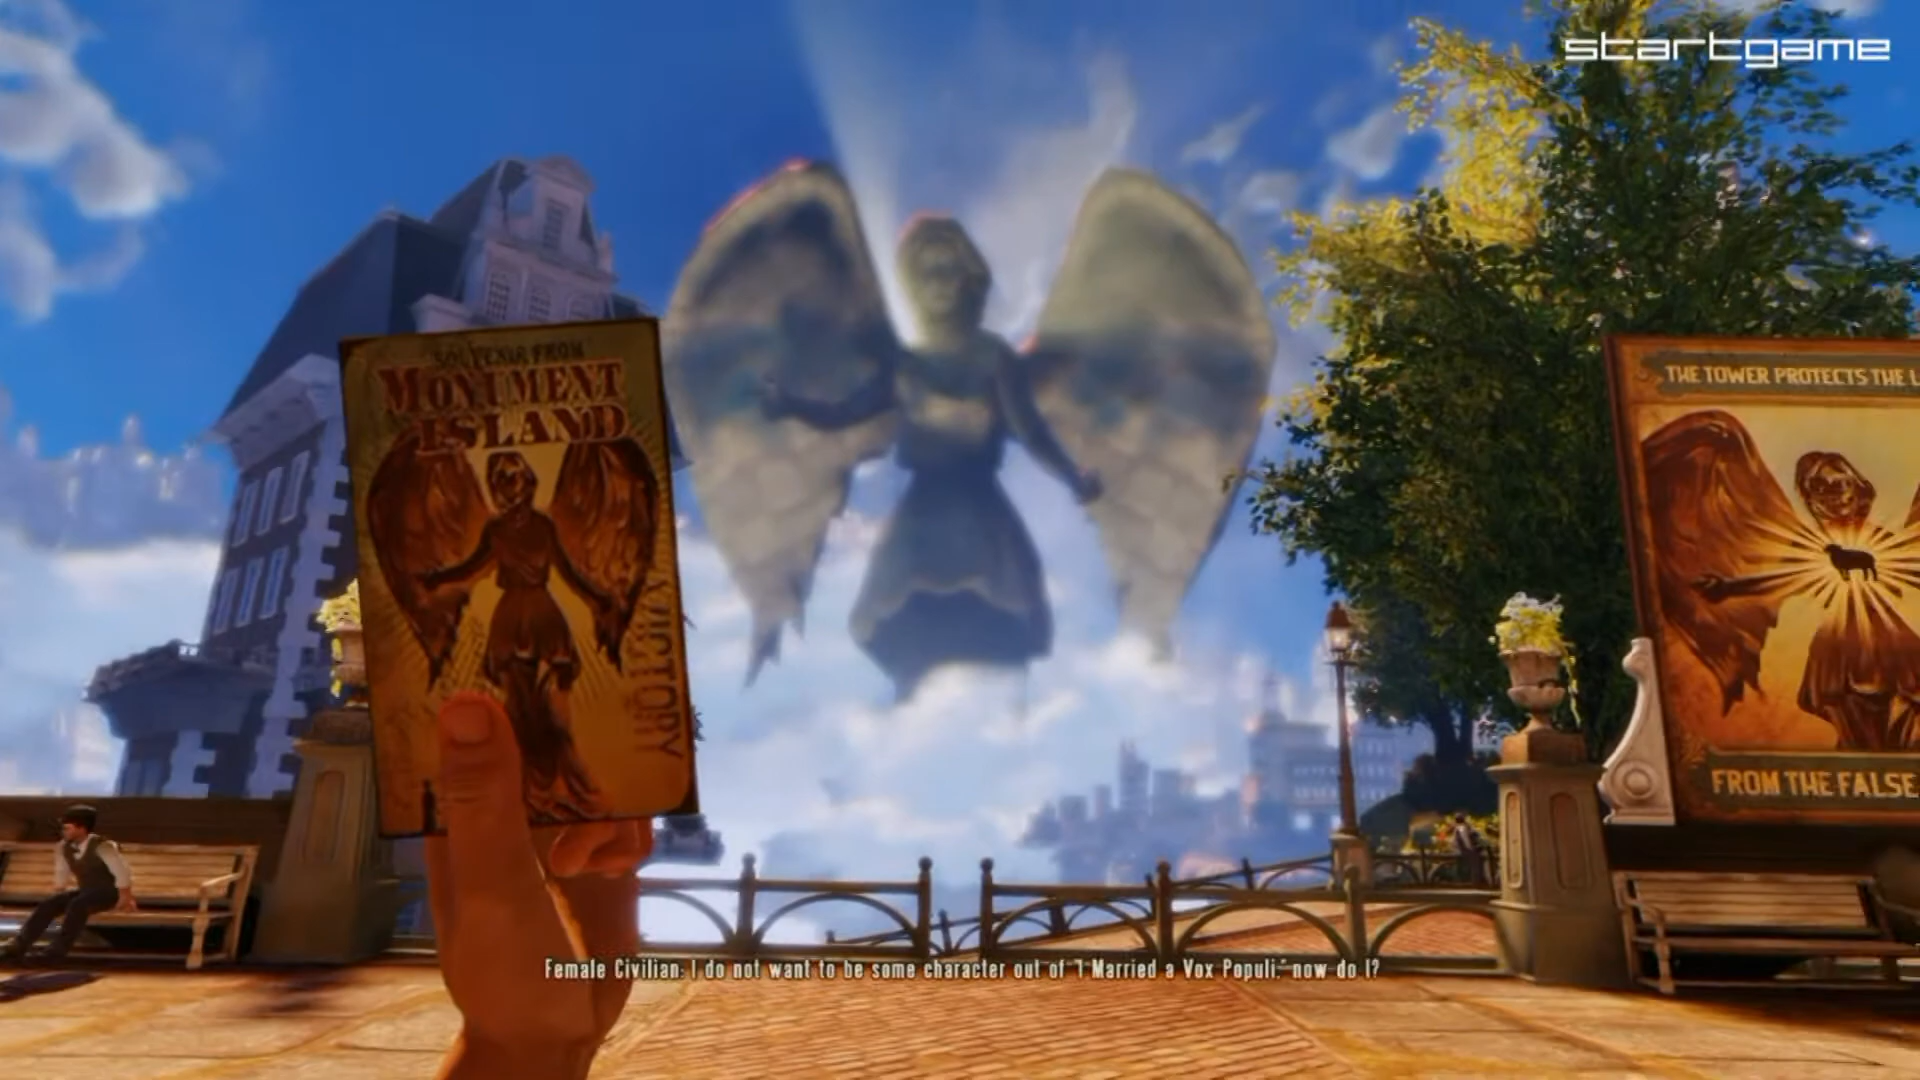 startgame
SOUVENIR FROM
MONUMENT
ISLAND
VICTORY
THE TOWER PROTECTS THE L
FROM THE FALSE
Female Civilian: I do not want to be some character out of "I Married a Vox Populi." now do I?